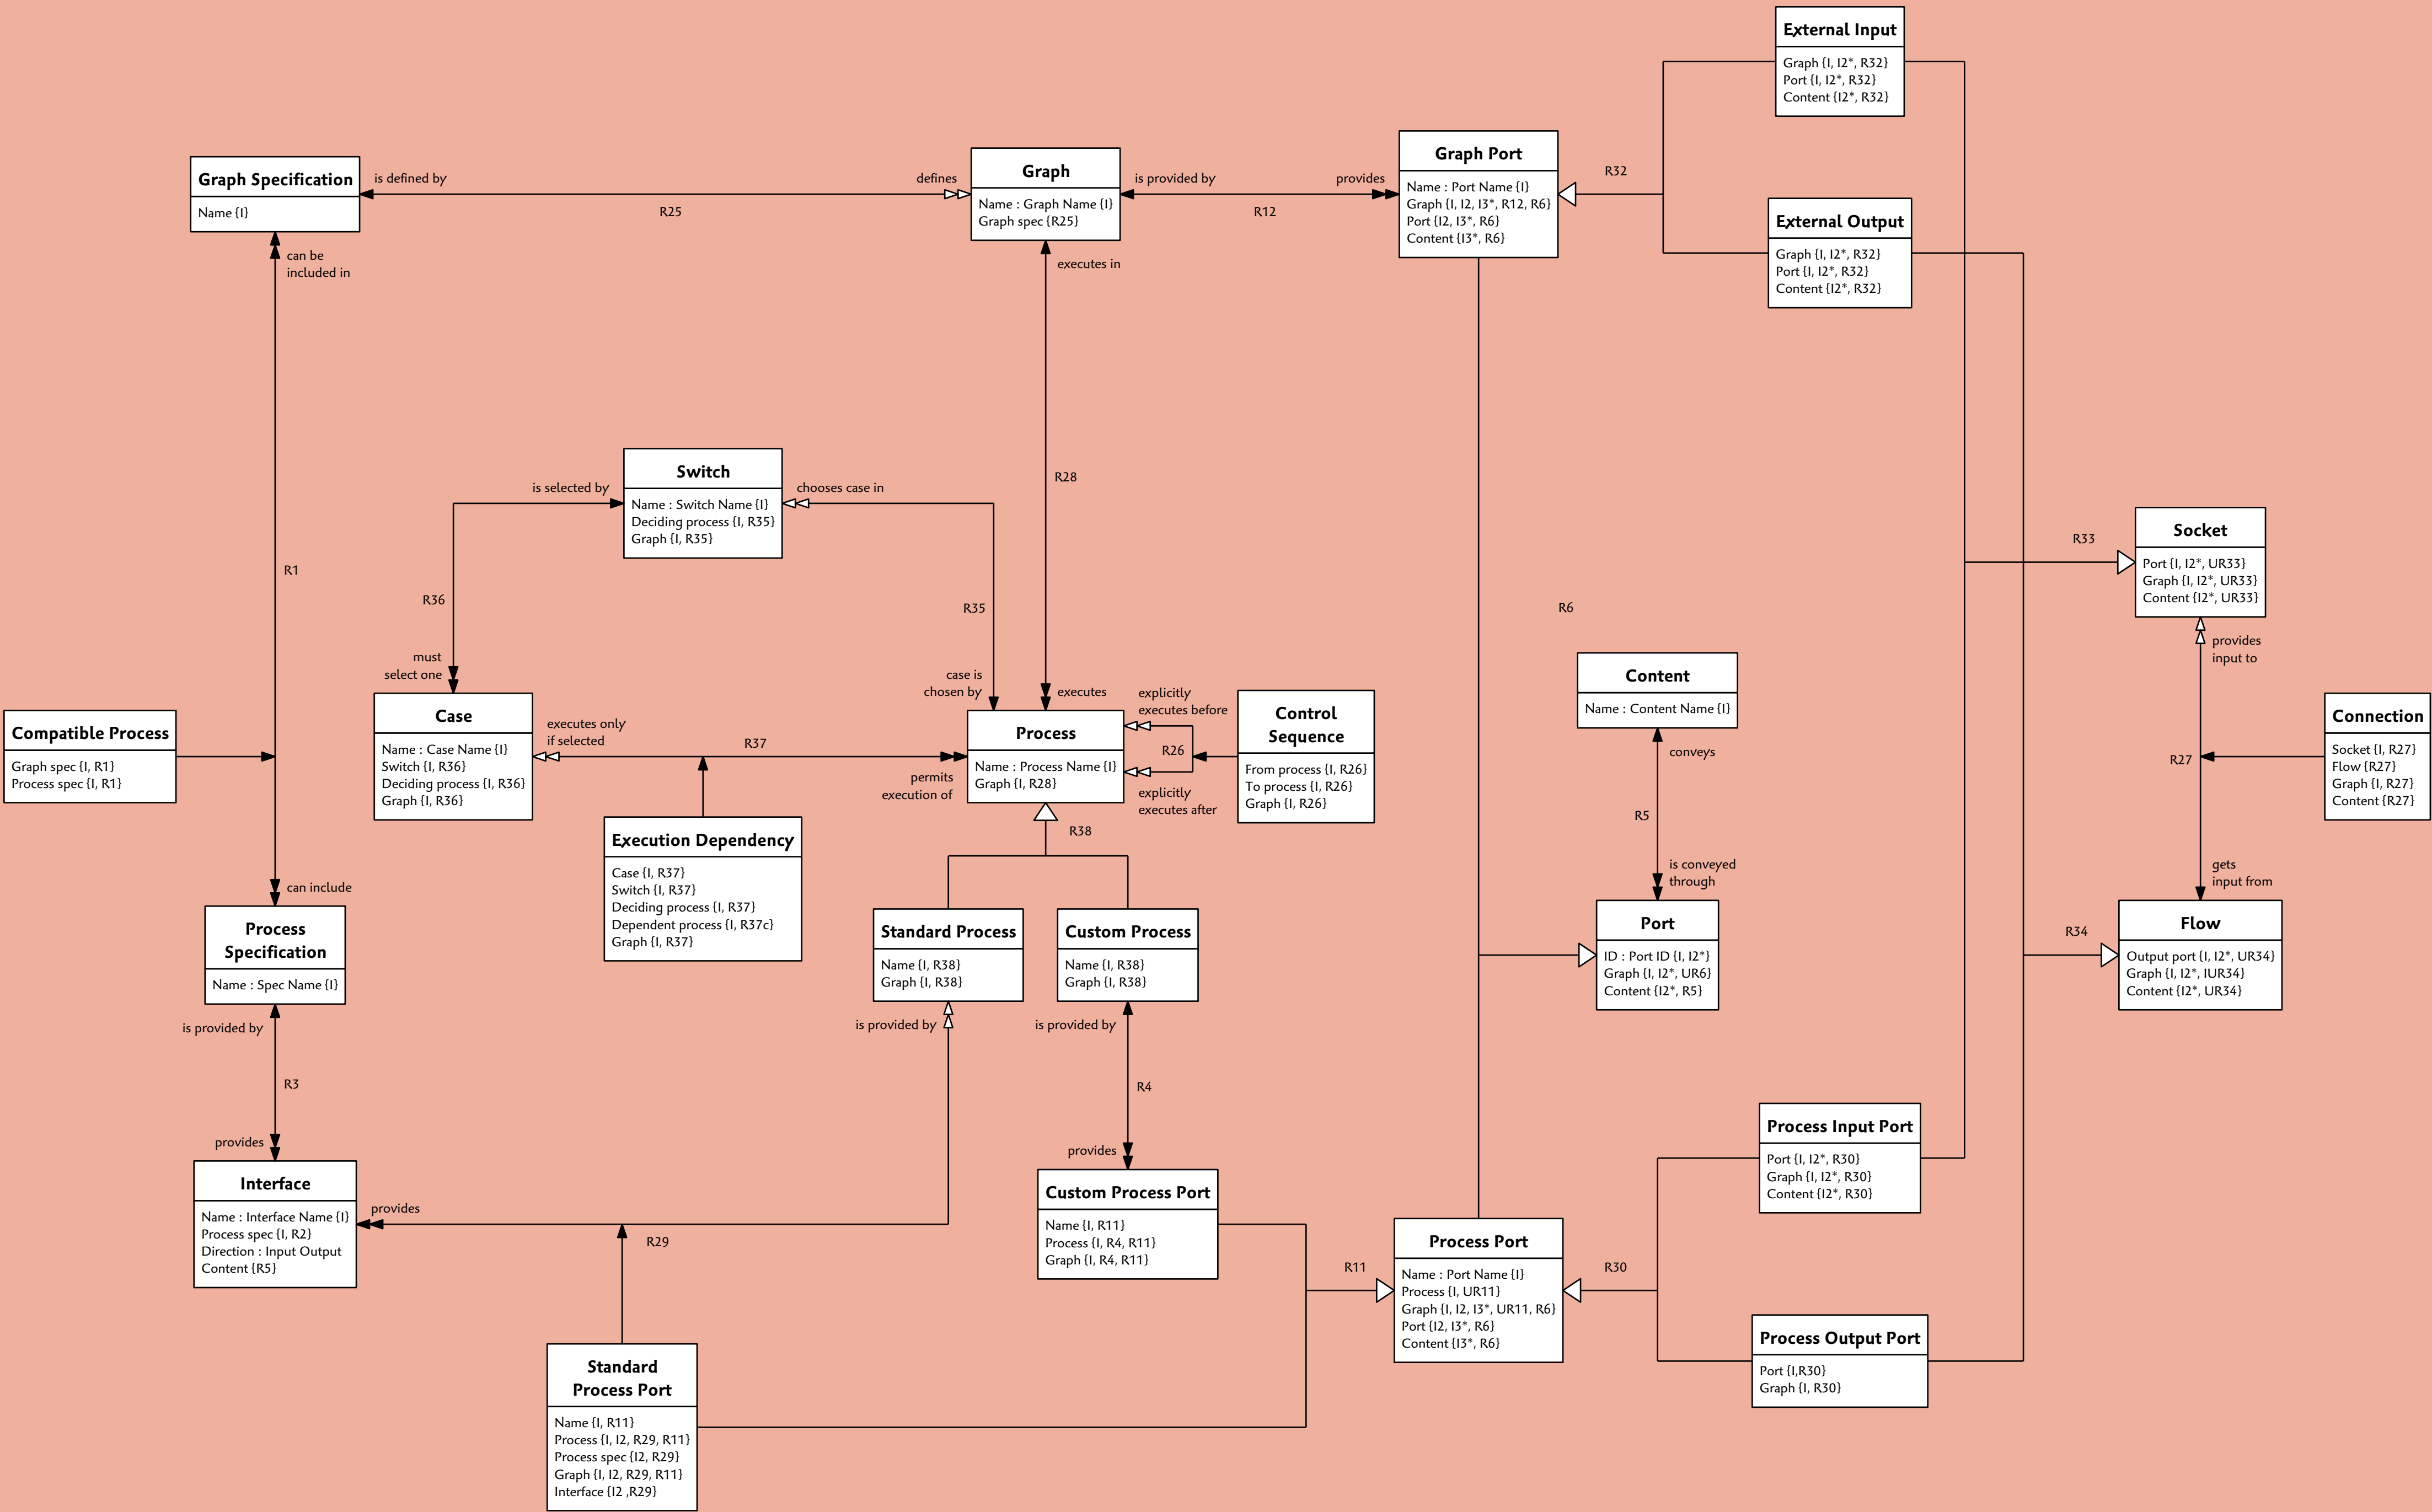 External Input
Graph {I, I2*, R32}
Port {I, I2*, R32}
Content {I2*, R32}
Graph Port
Name : Port Name {I}
Graph {I, I2, I3*, R12, R6}
Port {I2, I3*, R6}
Content {I3*, R6}
R32
External Output
Graph {I, I2*, R32}
Port {I, I2*, R32}
Content {I2*, R32}
Graph Specification
Name {I}
is defined by
defines
R25
Graph
Name : Graph Name {I}
Graph spec {R25}
is provided by
provides
R12
can be
included in
executes in
R1
R28
Switch
Name : Switch Name {I}
Deciding process {I, R35}
Graph {I, R35}
is selected by
chooses case in
R36
R35
must
select one
case is
chosen by
executes
Socket
Port {I, I2*, UR33}
Graph {I, I2*, UR33}
Content {I2*, UR33}
R33
R6
provides
input to
Content
Name : Content Name {I}
conveys
R5
is conveyed
through
Compatible Process
Graph spec {I, R1}
Process spec {I, R1}
Case
Name : Case Name {I}
Switch {I, R36}
Deciding process {I, R36}
Graph {I, R36}
executes only
if selected
R37
permits
execution of
Process
Name : Process Name {I}
Graph {I, R28}
explicitly
executes before
R26
explicitly
executes after
Control
Sequence
From process {I, R26}
To process {I, R26}
Graph {I, R26}
Connection
Socket {I, R27}
Flow {R27}
Graph {I, R27}
Content {R27}
R27
gets
input from
Execution Dependency
Case {I, R37}
Switch {I, R37}
Deciding process {I, R37}
Dependent process {I, R37c}
Graph {I, R37}
R38
can include
Process
Specification
Name : Spec Name {I}
Standard Process
Name {I, R38}
Graph {I, R38}
Custom Process
Name {I, R38}
Graph {I, R38}
Port
ID : Port ID {I, I2*}
Graph {I, I2*, UR6}
Content {I2*, R5}
R34
Flow
Output port {I, I2*, UR34}
Graph {I, I2*, IUR34}
Content {I2*, UR34}
is provided by
R3
provides
is provided by
is provided by
R4
provides
Interface
Name : Interface Name {I}
Process spec {I, R2}
Direction : Input Output
Content {R5}
provides
R29
Custom Process Port
Name {I, R11}
Process {I, R4, R11}
Graph {I, R4, R11}
R11
Process Port
Name : Port Name {I}
Process {I, UR11}
Graph {I, I2, I3*, UR11, R6}
Port {I2, I3*, R6}
Content {I3*, R6}
R30
Process Input Port
Port {I, I2*, R30}
Graph {I, I2*, R30}
Content {I2*, R30}
Process Output Port
Port {I,R30}
Graph {I, R30}
Standard
Process Port
Name {I, R11}
Process {I, I2, R29, R11}
Process spec {I2, R29}
Graph {I, I2, R29, R11}
Interface {I2 ,R29}